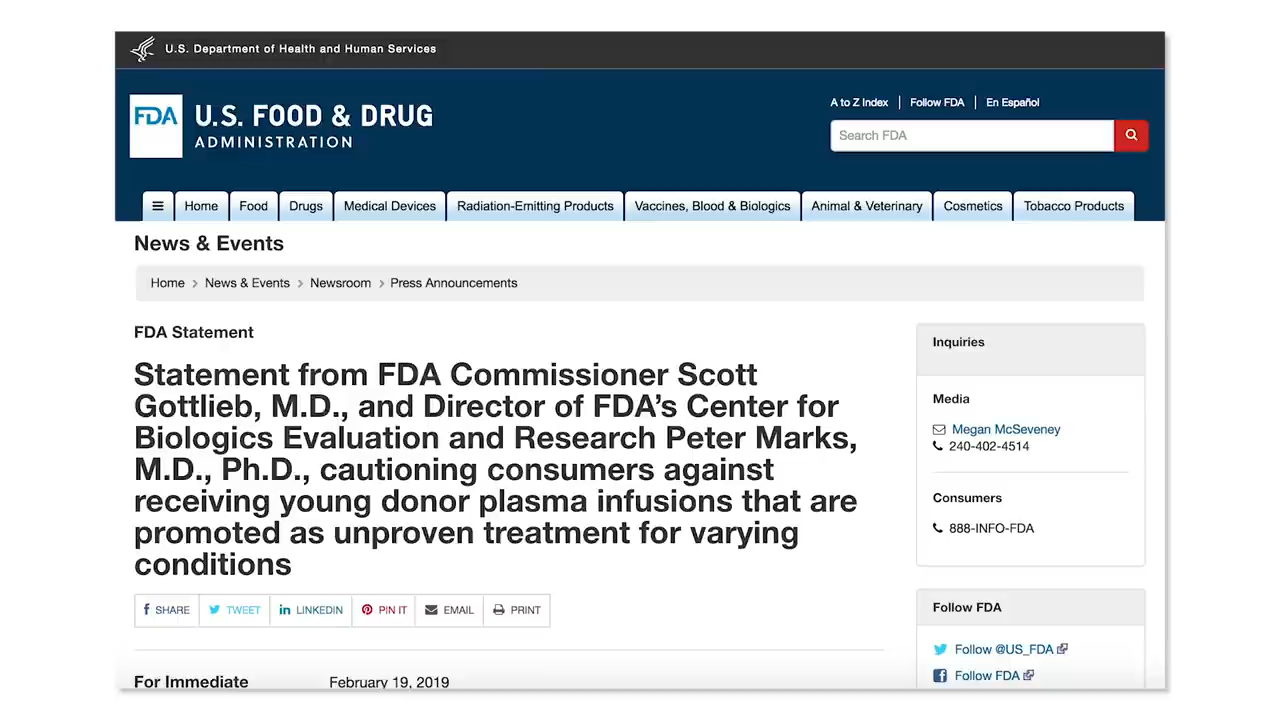 U.S. Department of Health and Human Services
FDA U.S. FOOD & DRUG
ADMINISTRATION
A to Z Index | Follow FDA | En Español
Search FDA
Home Food Drugs Medical Devices Radiation-Emitting Products Vaccines, Blood & Biologics Animal & Veterinary Cosmetics Tobacco Products
News & Events
Home > News & Events > Newsroom > Press Announcements
FDA Statement
Statement from FDA Commissioner Scott
Gottlieb, M.D., and Director of FDA’s Center for
Biologics Evaluation and Research Peter Marks,
M.D., Ph.D., cautioning consumers against
receiving young donor plasma infusions that are
promoted as unproven treatment for varying
conditions
SHARE TWEET LINKEDIN PIN IT EMAIL PRINT
For Immediate February 19, 2019
Inquiries
Media
Megan McSeveney
240-402-4514
Consumers
888-INFO-FDA
Follow FDA
Follow @US_FDA
Follow FDA